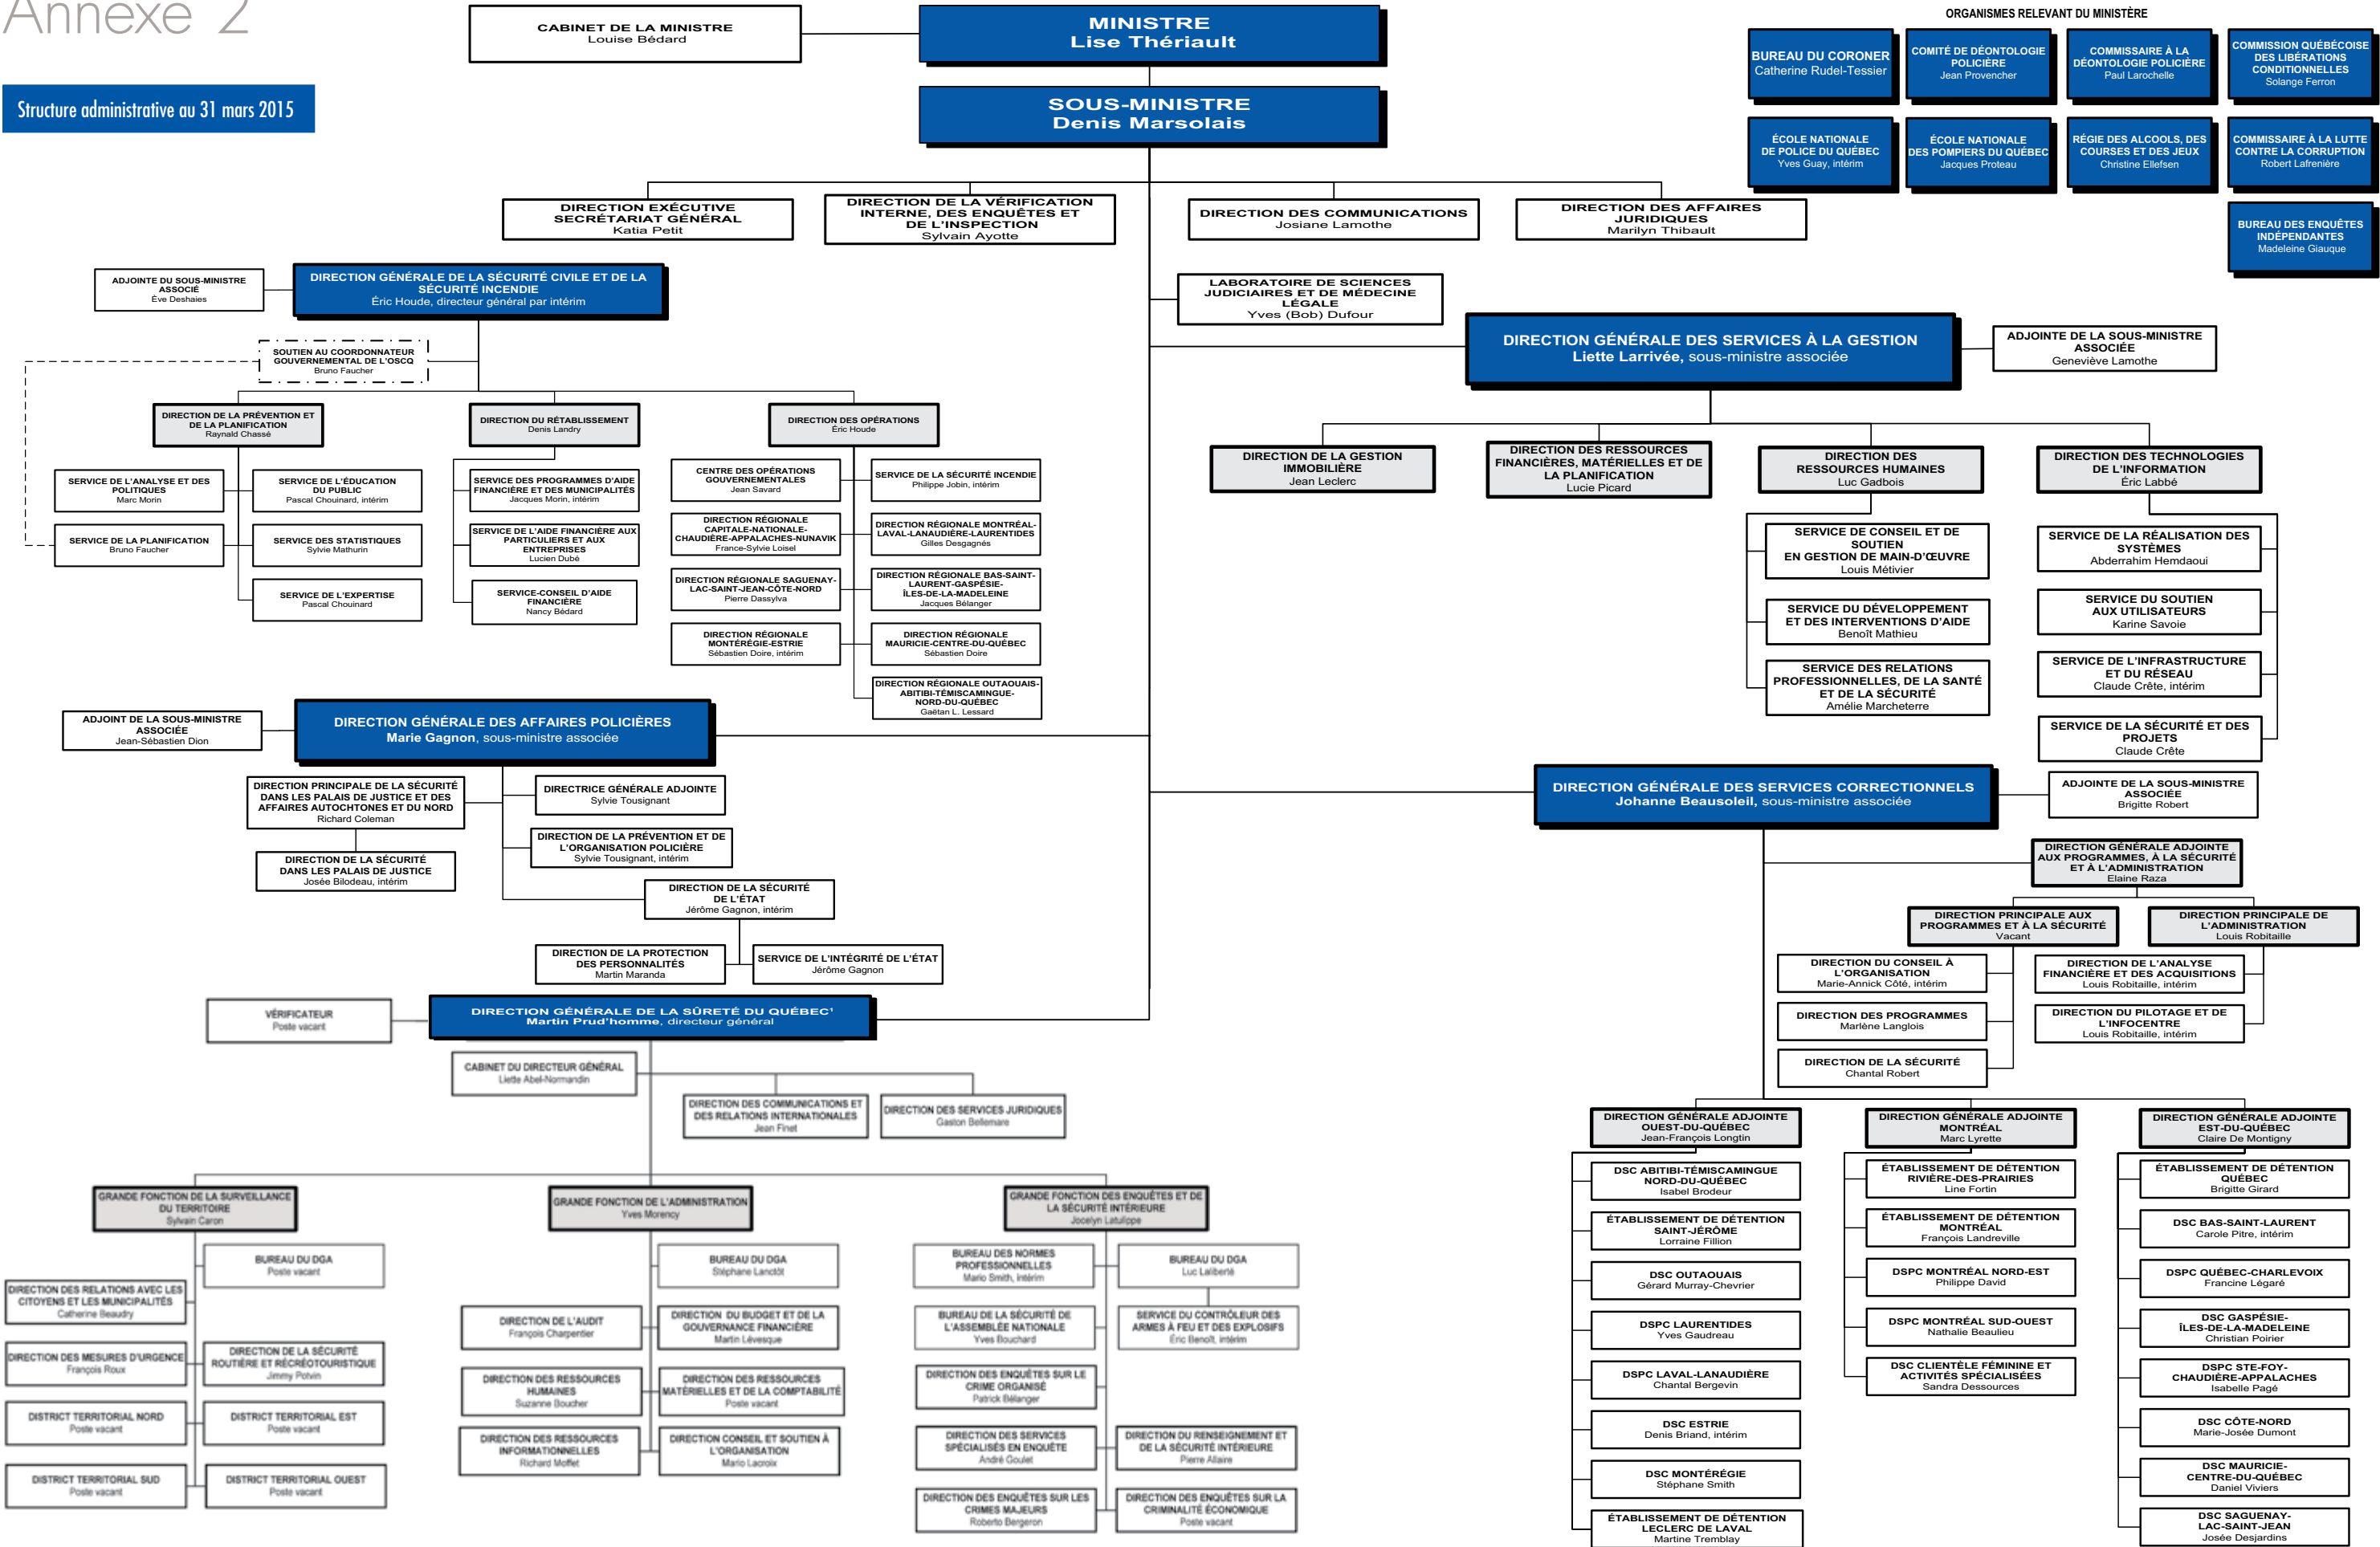 Annexe 2
Structure administrative au 31 mars 2015
CABINET DE LA MINISTRE
Louise Bédard
MINISTRE
Lise Thériault
SOUS-MINISTRE
Denis Marsolais
ORGANISMES RELEVANT DU MINISTÈRE
BUREAU DU CORONER
Catherine Rudel-Tessier
COMITÉ DE DÉONTOLOGIE
POLICIÈRE
Jean Provencher
COMMISSAIRE À LA
DÉONTOLOGIE POLICIÈRE
Paul Larochelle
COMMISSION QUÉBÉCOISE
DES LIBÉRATIONS
CONDITIONNELLES
Solange Ferron
ÉCOLE NATIONALE
DE POLICE DU QUÉBEC
Yves Guay, intérim
ÉCOLE NATIONALE
DES POMPIERS DU QUÉBEC
Jacques Proteau
RÉGIE DES ALCOOLS, DES
COURSES ET DES JEUX
Christine Ellefsen
COMMISSAIRE À LA LUTTE
CONTRE LA CORRUPTION
Robert Lafrenière
BUREAU DES ENQUÊTES
INDÉPENDANTES
Madeleine Giauque
DIRECTION EXÉCUTIVE
SECRÉTARIAT GÉNÉRAL
Katia Petit
DIRECTION DE LA VÉRIFICATION
INTERNE, DES ENQUÊTES ET
DE L'INSPECTION
Sylvain Ayotte
DIRECTION DES COMMUNICATIONS
Josiane Lamothe
DIRECTION DES AFFAIRES
JURIDIQUES
Marilyn Thibault
LABORATOIRE DE SCIENCES
JUDICIAIRES ET DE MÉDECINE
LÉGALE
Yves (Bob) Dufour
ADJOINTE DU SOUS-MINISTRE
ASSOCIÉ
Ève Deshaies
DIRECTION GÉNÉRALE DE LA SÉCURITÉ CIVILE ET DE LA
SÉCURITÉ INCENDIE
Éric Houde, directeur général par intérim
SOUTIEN AU COORDONNATEUR
GOUVERNEMENTAL DE L'OSCQ
Bruno Faucher
DIRECTION DE LA PRÉVENTION ET
DE LA PLANIFICATION
Raynald Chassé
DIRECTION DU RÉTABLISSEMENT
Denis Landry
DIRECTION DES OPÉRATIONS
Éric Houde
SERVICE DE L'ANALYSE ET DES
POLITIQUES
Marc Morin
SERVICE DE L'ÉDUCATION
DU PUBLIC
Pascal Chouinard, intérim
SERVICE DE LA PLANIFICATION
Bruno Faucher
SERVICE DES STATISTIQUES
Sylvie Mathurin
SERVICE DE L'EXPERTISE
Pascal Chouinard
SERVICE DES PROGRAMMES D'AIDE
FINANCIÈRE ET DES MUNICIPALITÉS
Jacques Morin, intérim
SERVICE DE L'AIDE FINANCIÈRE AUX
PARTICULIERS ET AUX
ENTREPRISES
Lucien Dubé
SERVICE-CONSEIL D'AIDE
FINANCIÈRE
Nancy Bédard
CENTRE DES OPÉRATIONS
GOUVERNEMENTALES
Jean Savard
SERVICE DE LA SÉCURITÉ INCENDIE
Philippe Jobin, intérim
DIRECTION RÉGIONALE
CAPITALE-NATIONALE-
CHAUDIÈRE-APPALACHES-NUNAVIK
France-Sylvie Loisel
DIRECTION RÉGIONALE MONTRÉAL-
LAVAL-LANAUDIÈRE-LAURENTIDES
Gilles Desgagnés
DIRECTION RÉGIONALE SAGUENAY-
LAC-SAINT-JEAN-CÔTE-NORD
Pierre Dassylva
DIRECTION RÉGIONALE BAS-SAINT-
LAURENT-GASPÉSIE-
ÎLES-DE-LA-MADELEINE
Jacques Bélanger
DIRECTION RÉGIONALE
MONTÉRÉGIE-ESTRIE
Sébastien Doire, intérim
DIRECTION RÉGIONALE
MAURICIE-CENTRE-DU-QUÉBEC
Sébastien Doire
DIRECTION RÉGIONALE OUTAOUAIS-
ABITIBI-TÉMISCAMINGUE-
NORD-DU-QUÉBEC
Gaëtan L. Lessard
DIRECTION GÉNÉRALE DES SERVICES À LA GESTION
Liette Larrivée, sous-ministre associée
ADJOINTE DE LA SOUS-MINISTRE
ASSOCIÉE
Geneviève Lamothe
DIRECTION DE LA GESTION
IMMOBILIÈRE
Jean Leclerc
DIRECTION DES RESSOURCES
FINANCIÈRES, MATÉRIELLES ET DE
LA PLANIFICATION
Lucie Picard
DIRECTION DES
RESSOURCES HUMAINES
Luc Gadbois
DIRECTION DES TECHNOLOGIES
DE L'INFORMATION
Éric Labbé
SERVICE DE CONSEIL ET DE
SOUTIEN
EN GESTION DE MAIN-D'ŒUVRE
Louis Métivier
SERVICE DU DÉVELOPPEMENT
ET DES INTERVENTIONS D'AIDE
Benoît Mathieu
SERVICE DES RELATIONS
PROFESSIONNELLES, DE LA SANTÉ
ET DE LA SÉCURITÉ
Amélie Marcheterre
SERVICE DE LA RÉALISATION DES
SYSTÈMES
Abderrahim Hemdaoui
SERVICE DU SOUTIEN
AUX UTILISATEURS
Karine Savoie
SERVICE DE L'INFRASTRUCTURE
ET DU RÉSEAU
Claude Crête, intérim
SERVICE DE LA SÉCURITÉ ET DES
PROJETS
Claude Crête
ADJOINT DE LA SOUS-MINISTRE
ASSOCIÉE
Jean-Sébastien Dion
DIRECTION GÉNÉRALE DES AFFAIRES POLICIÈRES
Marie Gagnon, sous-ministre associée
DIRECTION PRINCIPALE DE LA SÉCURITÉ
DANS LES PALAIS DE JUSTICE ET DES
AFFAIRES AUTOCHTONES ET DU NORD
Richard Coleman
DIRECTRICE GÉNÉRALE ADJOINTE
Sylvie Tousignant
DIRECTION DE LA PRÉVENTION ET DE
L'ORGANISATION POLICIÈRE
Sylvie Tousignant, intérim
DIRECTION DE LA SÉCURITÉ
DANS LES PALAIS DE JUSTICE
Josée Bilodeau, intérim
DIRECTION DE LA SÉCURITÉ
DE L'ÉTAT
Jérôme Gagnon, intérim
DIRECTION DE LA PROTECTION
DES PERSONNALITÉS
Martin Maranda
SERVICE DE L'INTÉGRITÉ DE L'ÉTAT
Jérôme Gagnon
DIRECTION GÉNÉRALE DES SERVICES CORRECTIONNELS
Johanne Beausoleil, sous-ministre associée
ADJOINTE DE LA SOUS-MINISTRE
ASSOCIÉE
Brigitte Robert
DIRECTION GÉNÉRALE ADJOINTE
AUX PROGRAMMES, À LA SÉCURITÉ
ET À L'ADMINISTRATION
Elaine Raza
DIRECTION PRINCIPALE AUX
PROGRAMMES ET À LA SÉCURITÉ
Vacant
DIRECTION PRINCIPALE DE
L'ADMINISTRATION
Louis Robitaille
DIRECTION DU CONSEIL À
L'ORGANISATION
Marie-Annick Côté, intérim
DIRECTION DES PROGRAMMES
Marlène Langlois
DIRECTION DE LA SÉCURITÉ
Chantal Robert
DIRECTION DE L'ANALYSE
FINANCIÈRE ET DES ACQUISITIONS
Louis Robitaille, intérim
DIRECTION DU PILOTAGE ET DE
L'INFOCENTRE
Louis Robitaille, intérim
VÉRIFICATEUR
Poste vacant
DIRECTION GÉNÉRALE DE LA SÛRETÉ DU QUÉBEC¹
Martin Prud'homme, directeur général
CABINET DU DIRECTEUR GÉNÉRAL
Liette Abel-Normandin
DIRECTION DES COMMUNICATIONS ET
DES RELATIONS INTERNATIONALES
Jean Finet
DIRECTION DES SERVICES JURIDIQUES
Gaston Bellemare
GRANDE FONCTION DE LA SURVEILLANCE
DU TERRITOIRE
Sylvain Caron
GRANDE FONCTION DE L'ADMINISTRATION
Yves Morency
GRANDE FONCTION DES ENQUÊTES ET DE
LA SÉCURITÉ INTÉRIEURE
Jocelyn Latulippe
BUREAU DU DGA
Poste vacant
DIRECTION DES RELATIONS AVEC LES
CITOYENS ET LES MUNICIPALITÉS
Catherine Beaudry
DIRECTION DES MESURES D'URGENCE
François Roux
DIRECTION DE LA SÉCURITÉ
ROUTIÈRE ET RÉCRÉOTOURISTIQUE
Jimmy Potvin
DISTRICT TERRITORIAL NORD
Poste vacant
DISTRICT TERRITORIAL EST
Poste vacant
DISTRICT TERRITORIAL SUD
Poste vacant
DISTRICT TERRITORIAL OUEST
Poste vacant
BUREAU DU DGA
Stéphane Lanctôt
DIRECTION DE L'AUDIT
François Charpentier
DIRECTION DU BUDGET ET DE LA
GOUVERNANCE FINANCIÈRE
Martin Lévesque
DIRECTION DES RESSOURCES
HUMAINES
Suzanne Boucher
DIRECTION DES RESSOURCES
MATÉRIELLES ET DE LA COMPTABILITÉ
Poste vacant
DIRECTION DES RESSOURCES
INFORMATIONNELLES
Richard Moffet
DIRECTION CONSEIL ET SOUTIEN À
L'ORGANISATION
Mario Lacroix
BUREAU DES NORMES
PROFESSIONNELLES
Mario Smith, intérim
BUREAU DU DGA
Luc Laliberté
BUREAU DE LA SÉCURITÉ DE
L'ASSEMBLÉE NATIONALE
Yves Bouchard
SERVICE DU CONTRÔLEUR DES
ARMES À FEU ET DES EXPLOSIFS
Éric Benoît, intérim
DIRECTION DES ENQUÊTES SUR LE
CRIME ORGANISÉ
Patrick Bélanger
DIRECTION DES SERVICES
SPÉCIALISÉS EN ENQUÊTE
André Goulet
DIRECTION DU RENSEIGNEMENT ET
DE LA SÉCURITÉ INTÉRIEURE
Pierre Allaire
DIRECTION DES ENQUÊTES SUR LES
CRIMES MAJEURS
Roberto Bergeron
DIRECTION DES ENQUÊTES SUR LA
CRIMINALITÉ ÉCONOMIQUE
Poste vacant
DIRECTION GÉNÉRALE ADJOINTE
OUEST-DU-QUÉBEC
Jean-François Longtin
DSC ABITIBI-TÉMISCAMINGUE
NORD-DU-QUÉBEC
Isabel Brodeur
ÉTABLISSEMENT DE DÉTENTION
SAINT-JÉRÔME
Lorraine Fillion
DSC OUTAOUAIS
Gérard Murray-Chevrier
DSPC LAURENTIDES
Yves Gaudreau
DSPC LAVAL-LANAUDIÈRE
Chantal Bergevin
DSC ESTRIE
Denis Briand, intérim
DSC MONTÉRÉGIE
Stéphane Smith
ÉTABLISSEMENT DE DÉTENTION
LECLERC DE LAVAL
Martine Tremblay
DIRECTION GÉNÉRALE ADJOINTE
MONTRÉAL
Marc Lyrette
ÉTABLISSEMENT DE DÉTENTION
RIVIÈRE-DES-PRAIRIES
Line Fortin
ÉTABLISSEMENT DE DÉTENTION
MONTRÉAL
François Landreville
DSPC MONTRÉAL NORD-EST
Philippe David
DSPC MONTRÉAL SUD-OUEST
Nathalie Beaulieu
DSC CLIENTÈLE FÉMININE ET
ACTIVITÉS SPÉCIALISÉES
Sandra Dessources
DIRECTION GÉNÉRALE ADJOINTE
EST-DU-QUÉBEC
Claire De Montigny
ÉTABLISSEMENT DE DÉTENTION
QUÉBEC
Brigitte Girard
DSC BAS-SAINT-LAURENT
Carole Pitre, intérim
DSPC QUÉBEC-CHARLEVOIX
Francine Légaré
DSC GASPÉSIE-
ÎLES-DE-LA-MADELEINE
Christian Poirier
DSPC STE-FOY-
CHAUDIÈRE-APPALACHES
Isabelle Pagé
DSC CÔTE-NORD
Marie-Josée Dumont
DSC MAURICIE-
CENTRE-DU-QUÉBEC
Daniel Viviers
DSC SAGUENAY-
LAC-SAINT-JEAN
Josée Desjardins